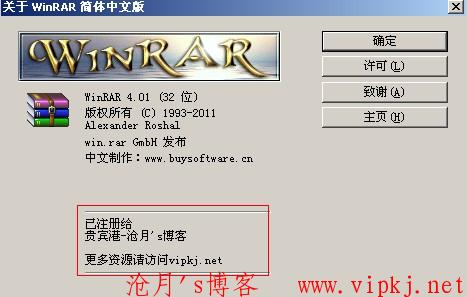 关于 WinRAR 简体中文版
WinRAR
确定
许可(L)
致谢(A)
主页(H)
WinRAR 4.01 (32 位)
版权所有 (C) 1993-2011
Alexander Roshal
win.rar GmbH 发布
中文制作：www.buysoftware.cn
已注册给
贵宾港-沧月's博客
更多资源请访问vipkj.net
沧月's博客 www.vipkj.net